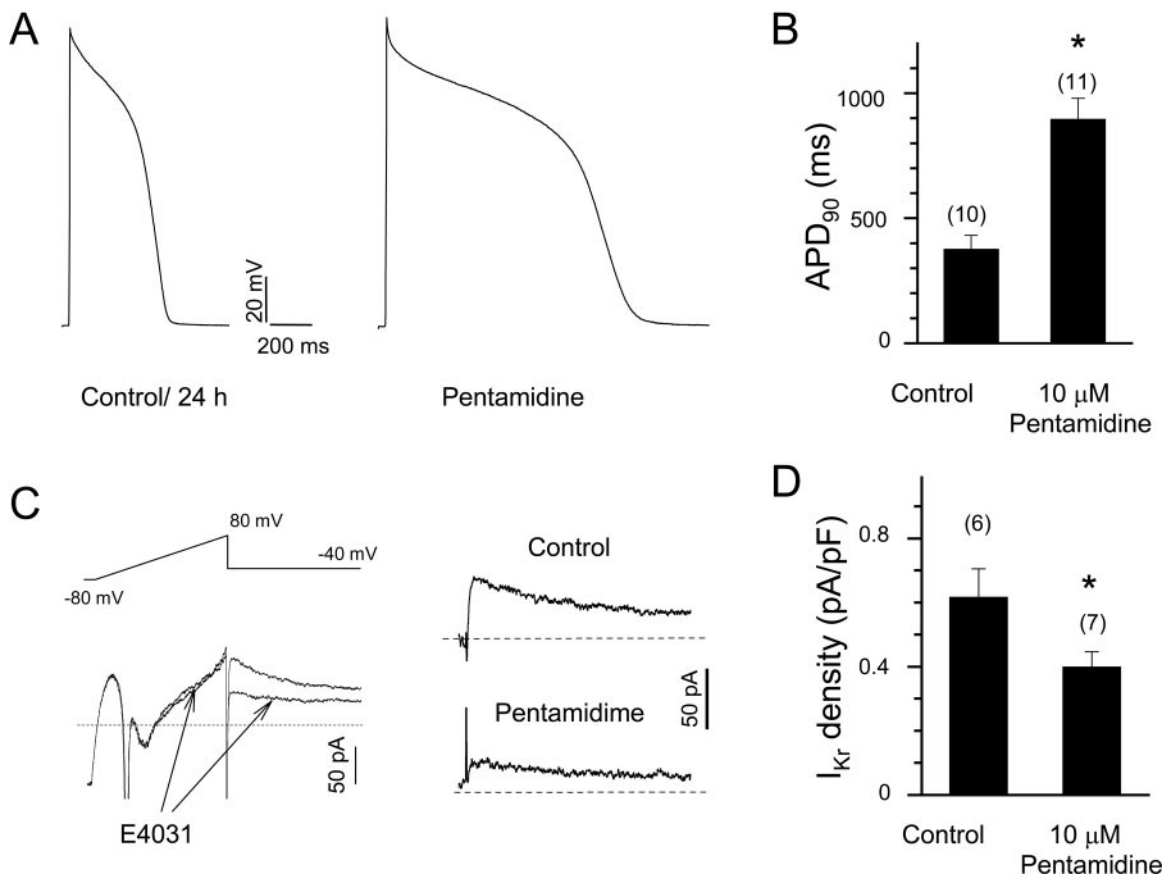 A
20 mV
200 ms
Control/ 24 h
Pentamidine
B
APD90 (ms)
1000
500
0
(10)
*
(11)
Control
10 μM
Pentamidine
C
80 mV
-40 mV
-80 mV
50 pA
E4031
Control
Pentamidime
50 pA
D
IKr density (pA/pF)
0.8
0.4
0
(6)
*
(7)
Control
10 μM
Pentamidine